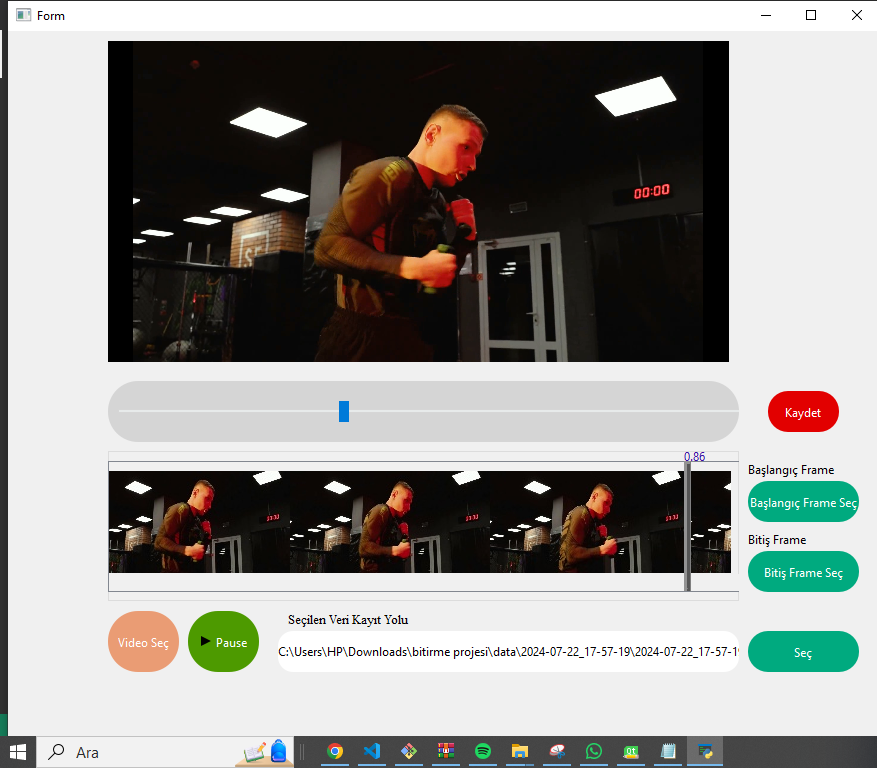 Form
00:00
Kaydet
0.86
Başlangıç Frame
Başlangıç Frame Seç
Bitiş Frame
Bitiş Frame Seç
Seçilen Veri Kayıt Yolu
Video Seç
Pause
C:\Users\HP\Downloads\bitirme projesi\data\2024-07-22_17-57-19\2024-07-22_17-57-19
Seç
Ara